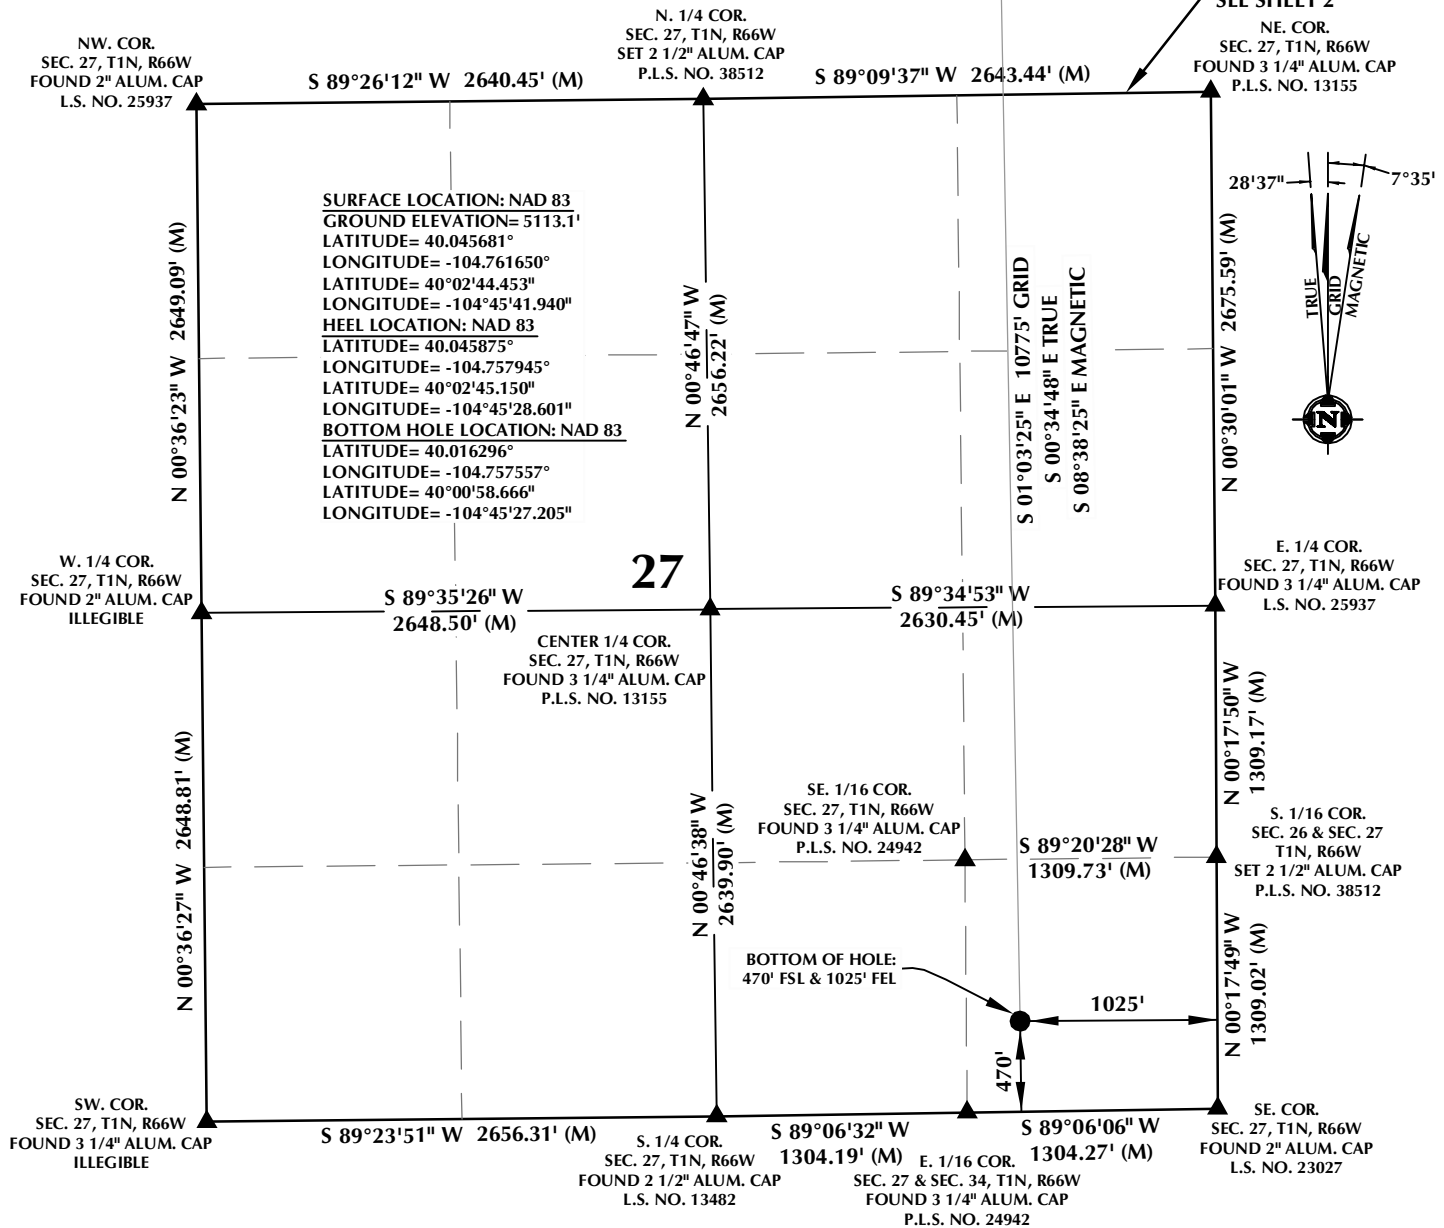 SEE SHEET 2
NW. COR.
SEC. 27, T1N, R66W
FOUND 2" ALUM. CAP
L.S. NO. 25937
N. 1/4 COR.
SEC. 27, T1N, R66W
SET 2 1/2" ALUM. CAP
P.L.S. NO. 38512
NE. COR.
SEC. 27, T1N, R66W
FOUND 3 1/4" ALUM. CAP
P.L.S. NO. 13155
S 89°26'12" W 2640.45' (M)
S 89°09'37" W 2643.44' (M)
28'37"
7°35'
TRUE
GRID
MAGNETIC
N
SURFACE LOCATION: NAD 83
GROUND ELEVATION= 5113.1'
LATITUDE= 40.045681°
LONGITUDE= -104.761650°
LATITUDE= 40°02'44.453"
LONGITUDE= -104°45'41.940"
HEEL LOCATION: NAD 83
LATITUDE= 40.045875°
LONGITUDE= -104.757945°
LATITUDE= 40°02'45.150"
LONGITUDE= -104°45'28.601"
BOTTOM HOLE LOCATION: NAD 83
LATITUDE= 40.016296°
LONGITUDE= -104.757557°
LATITUDE= 40°00'58.666"
LONGITUDE= -104°45'27.205"
N 00°36'23" W 2649.09' (M)
N 00°46'47" W
2656.22' (M)
S 01°03'25" E 10775' GRID
S 00°34'48" E TRUE
S 08°38'25" E MAGNETIC
N 00°30'01" W 2675.59' (M)
W. 1/4 COR.
SEC. 27, T1N, R66W
FOUND 2" ALUM. CAP
ILLEGIBLE
27
E. 1/4 COR.
SEC. 27, T1N, R66W
FOUND 3 1/4" ALUM. CAP
L.S. NO. 25937
S 89°35'26" W
2648.50' (M)
S 89°34'53" W
2630.45' (M)
CENTER 1/4 COR.
SEC. 27, T1N, R66W
FOUND 3 1/4" ALUM. CAP
P.L.S. NO. 13155
N 00°36'27" W 2648.81' (M)
N 00°46'38" W
2639.90' (M)
N 00°17'50" W
1309.17' (M)
SE. 1/16 COR.
SEC. 27, T1N, R66W
FOUND 3 1/4" ALUM. CAP
P.L.S. NO. 24942
S 89°20'28" W
1309.73' (M)
S. 1/16 COR.
SEC. 26 & SEC. 27
T1N, R66W
SET 2 1/2" ALUM. CAP
P.L.S. NO. 38512
BOTTOM OF HOLE:
470' FSL & 1025' FEL
1025'
470'
N 00°17'49" W
1309.02' (M)
SW. COR.
SEC. 27, T1N, R66W
FOUND 3 1/4" ALUM. CAP
ILLEGIBLE
S 89°23'51" W 2656.31' (M)
S. 1/4 COR.
SEC. 27, T1N, R66W
FOUND 2 1/2" ALUM. CAP
L.S. NO. 13482
S 89°06'32" W
1304.19' (M)
E. 1/16 COR.
SEC. 27 & SEC. 34, T1N, R66W
FOUND 3 1/4" ALUM. CAP
P.L.S. NO. 24942
S 89°06'06" W
1304.27' (M)
SE. COR.
SEC. 27, T1N, R66W
FOUND 2" ALUM. CAP
L.S. NO. 23027